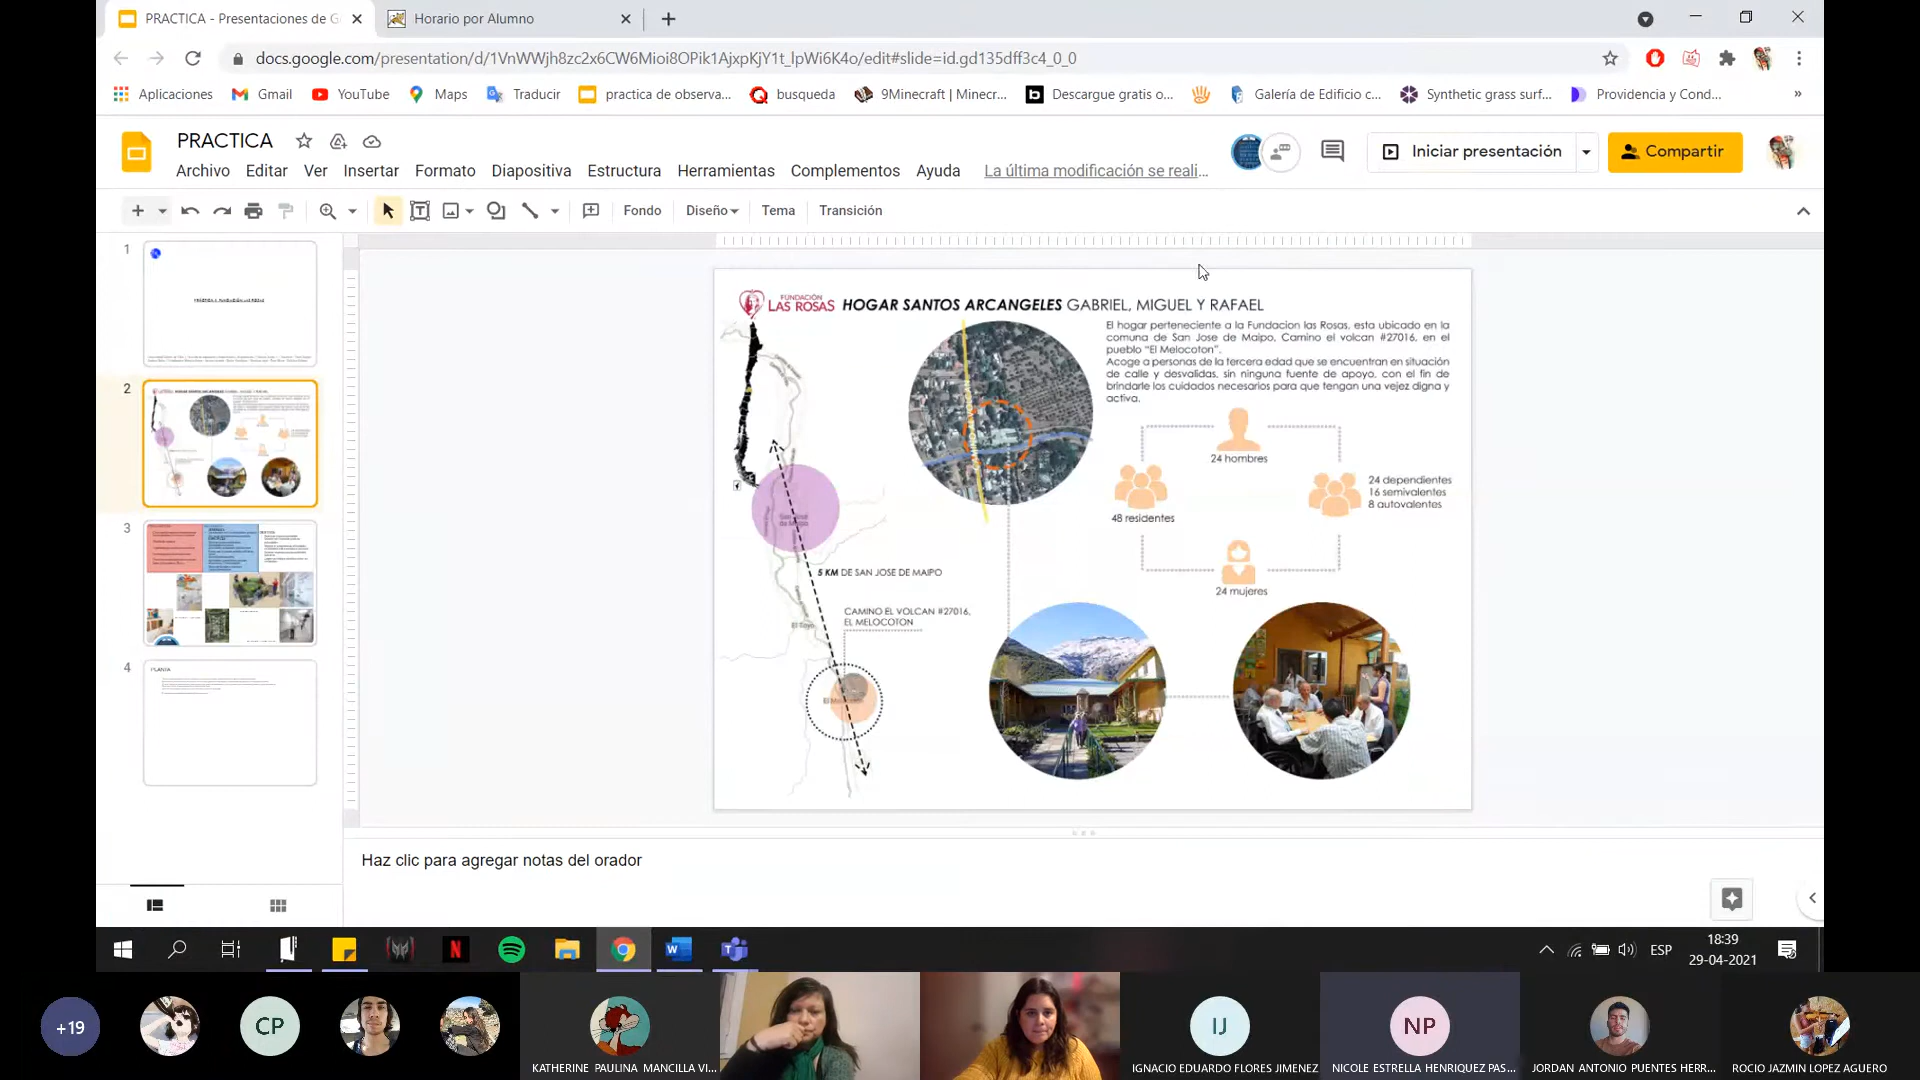 PRACTICA - Presentaciones de G
Horario por Alumno
docs.google.com/presentation/d/1VnWWjh8zc2x6CW6Mioi8OPik1AjxpKjY1t_lpWi6K4o/edit#slide=id.gd135dff3c4_0_0
Aplicaciones
Gmail
YouTube
Maps
Traducir
practica de observa...
busqueda
9Minecraft | Minecr...
Descargue gratis o...
Galería de Edificio c...
Synthetic grass surf...
Providencia y Cond...
PRACTICA
Iniciar presentación
Compartir
Archivo Editar Ver Insertar Formato Diapositiva Estructura Herramientas Complementos Ayuda La última modificación se reali...
Fondo Diseño Tema Transición
1
2
3
4
PLANTA
FUNDACIÓN
LAS ROSAS
HOGAR SANTOS ARCANGELES GABRIEL, MIGUEL Y RAFAEL
El hogar perteneciente a la Fundacion las Rosas, esta ubicado en la
comuna de San Jose de Maipo, Camino el volcan #27016, en el
pueblo "El Melocoton".
Acoge a personas de la tercera edad que se encuentran en situación
de calle y desvalidas, sin ninguna fuente de apoyo, con el fin de
brindarle los cuidados necesarios para que tengan una vejez digna y
activa.
24 hombres
48 residentes
24 dependientes
16 semivalentes
8 autovalentes
24 mujeres
San José
de Maipo
5 KM DE SAN JOSE DE MAIPO
CAMINO EL VOLCAN #27016,
EL MELOCOTON
Haz clic para agregar notas del orador
ESP
18:39
29-04-2021
+19
CP
KATHERINE PAULINA MANCILLA VI...
IJ
IGNACIO EDUARDO FLORES JIMENEZ
NP
NICOLE ESTRELLA HENRIQUEZ PAS...
JORDAN ANTONIO PUENTES HERR...
ROCIO JAZMIN LOPEZ AGUERO